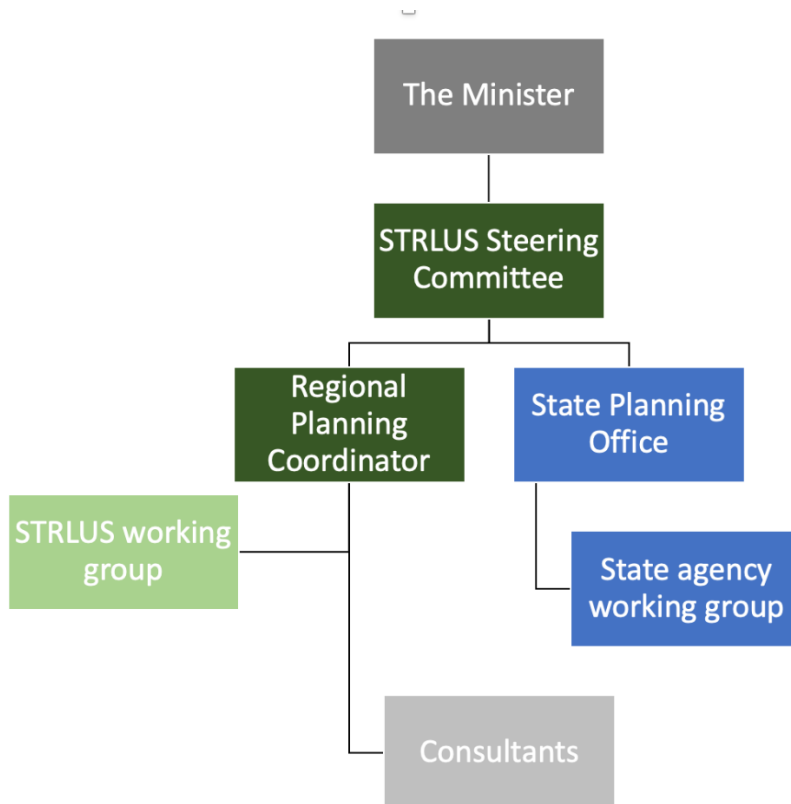 The Minister
STRLUS Steering
Committee
Regional
Planning
Coordinator
State Planning
Office
STRLUS working
group
State agency
working group
Consultants